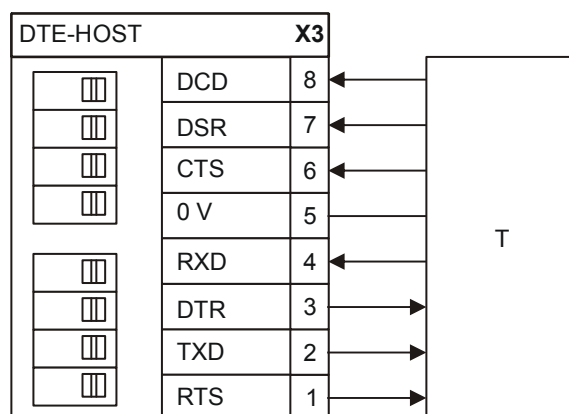 DTE-HOST X3
DCD 8
DSR 7
CTS 6
0 V 5
RXD 4
DTR 3
TXD 2
RTS 1
T